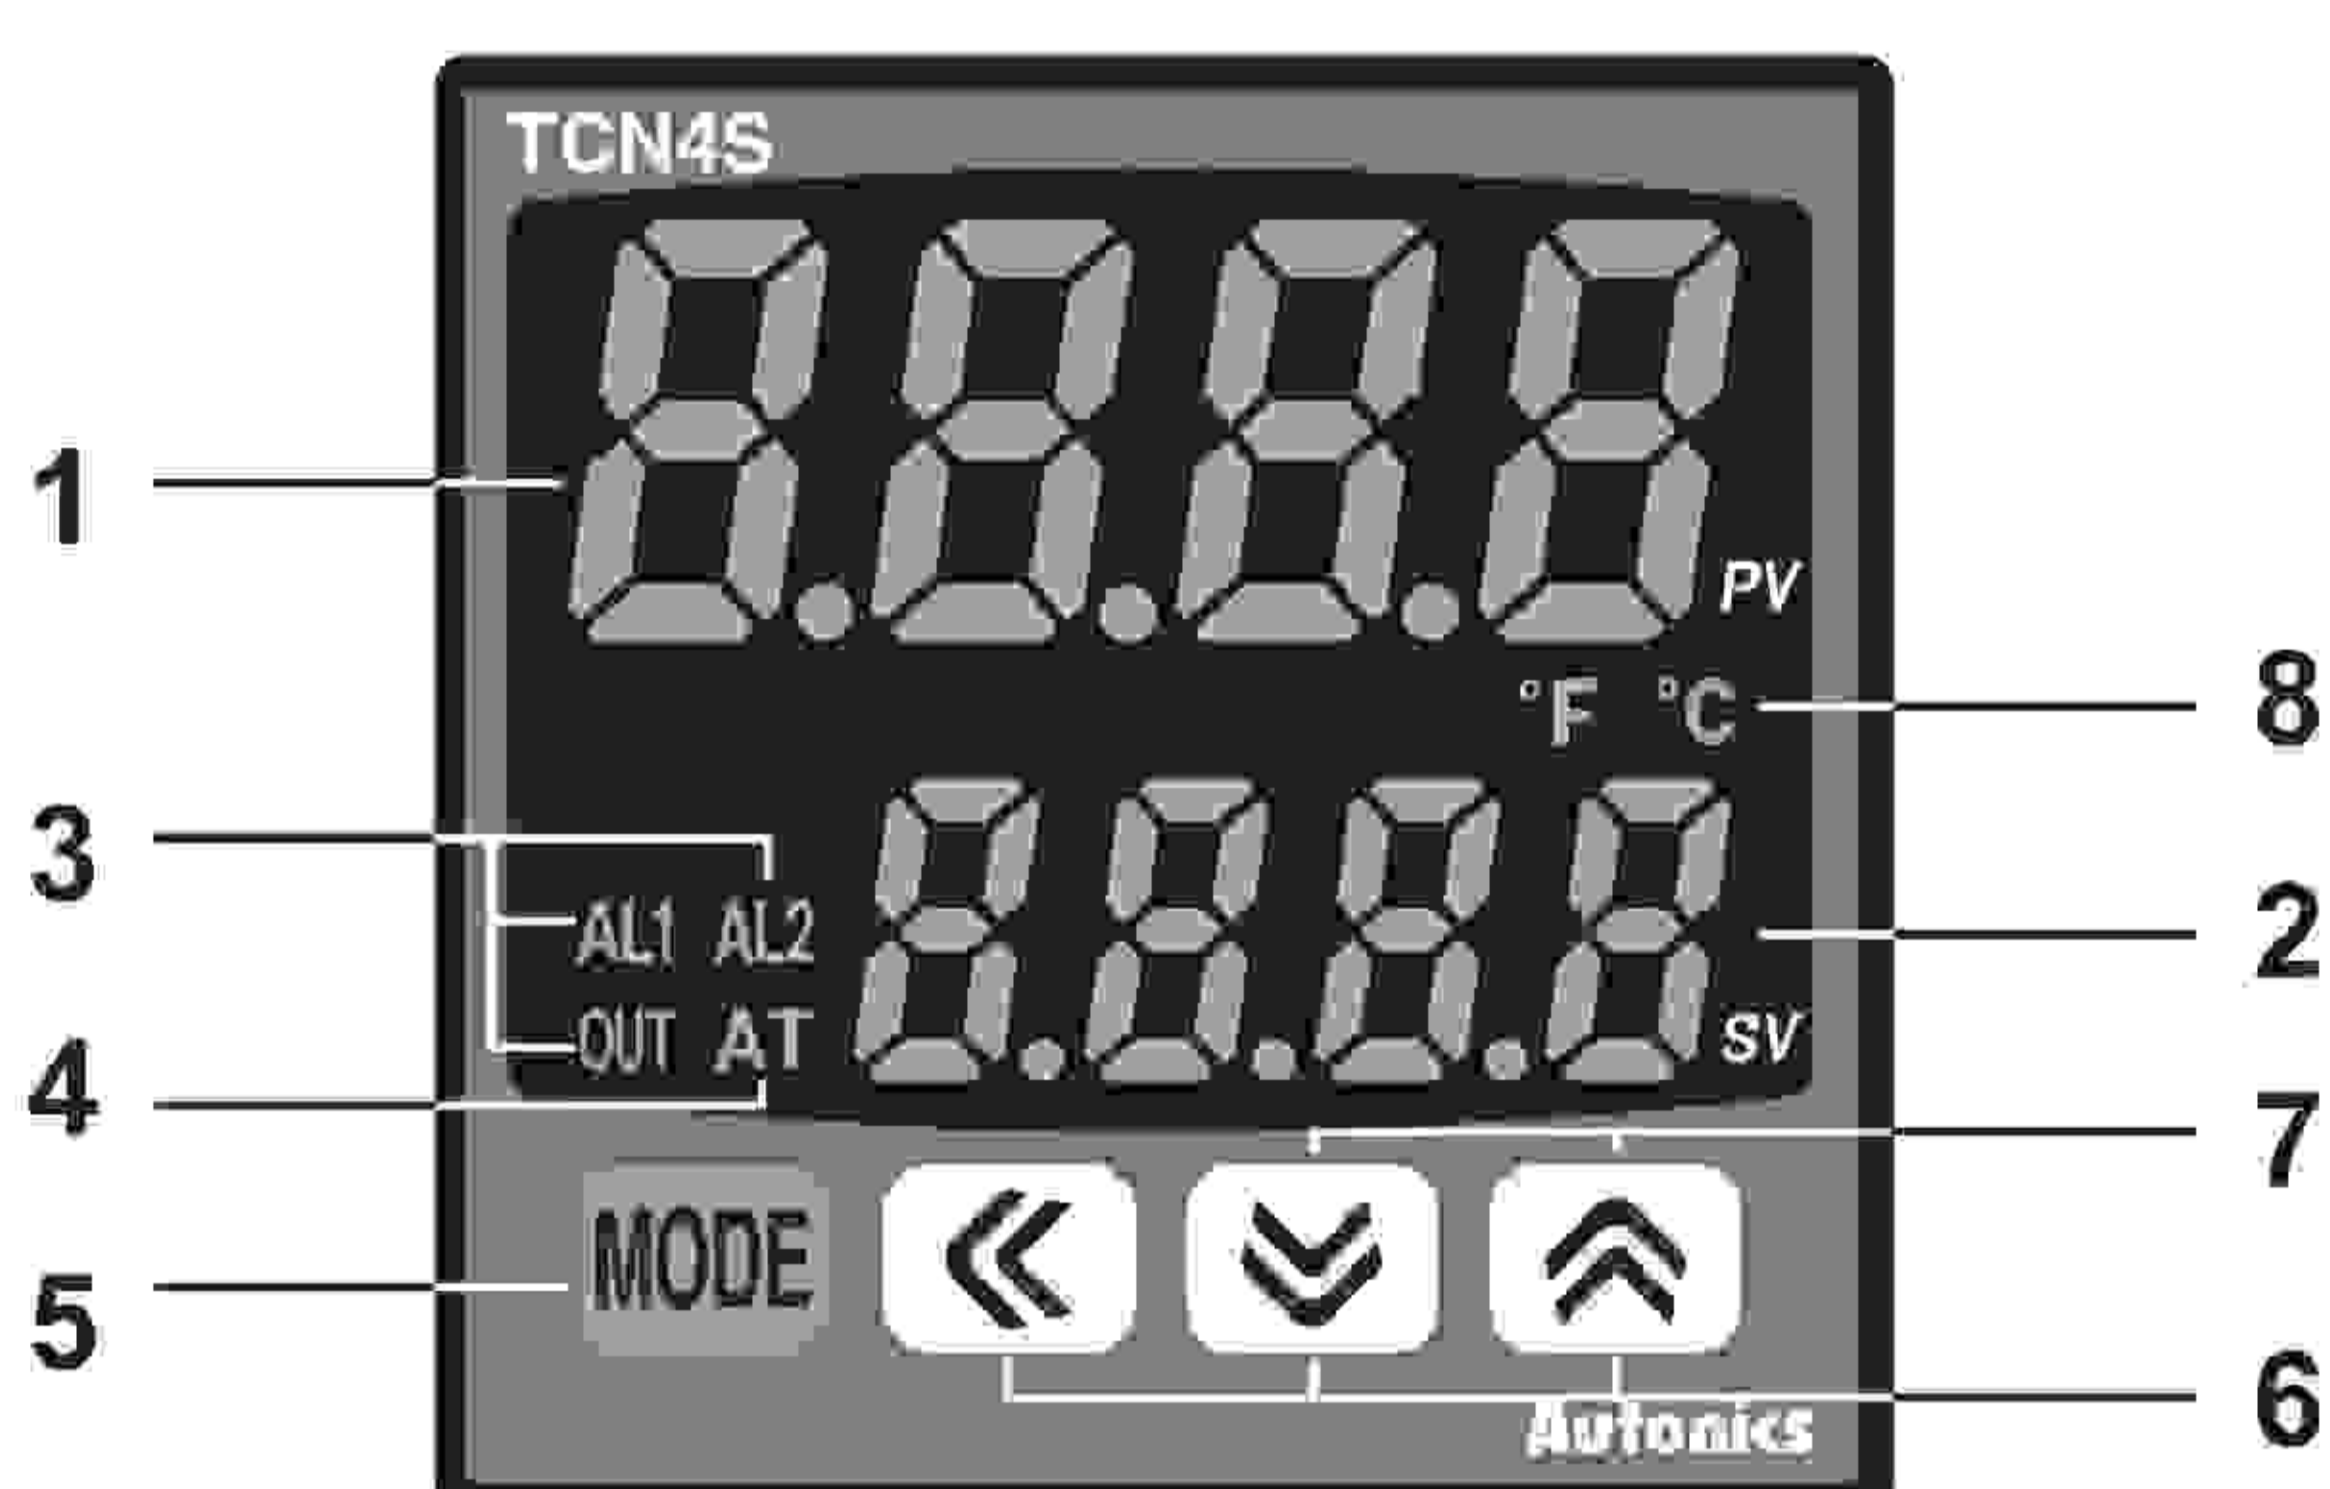 TCN4S
1
PV
°F °C
8
3
AL1 AL2
2
OUT AT
SV
4
7
MODE
5
6
Autonics